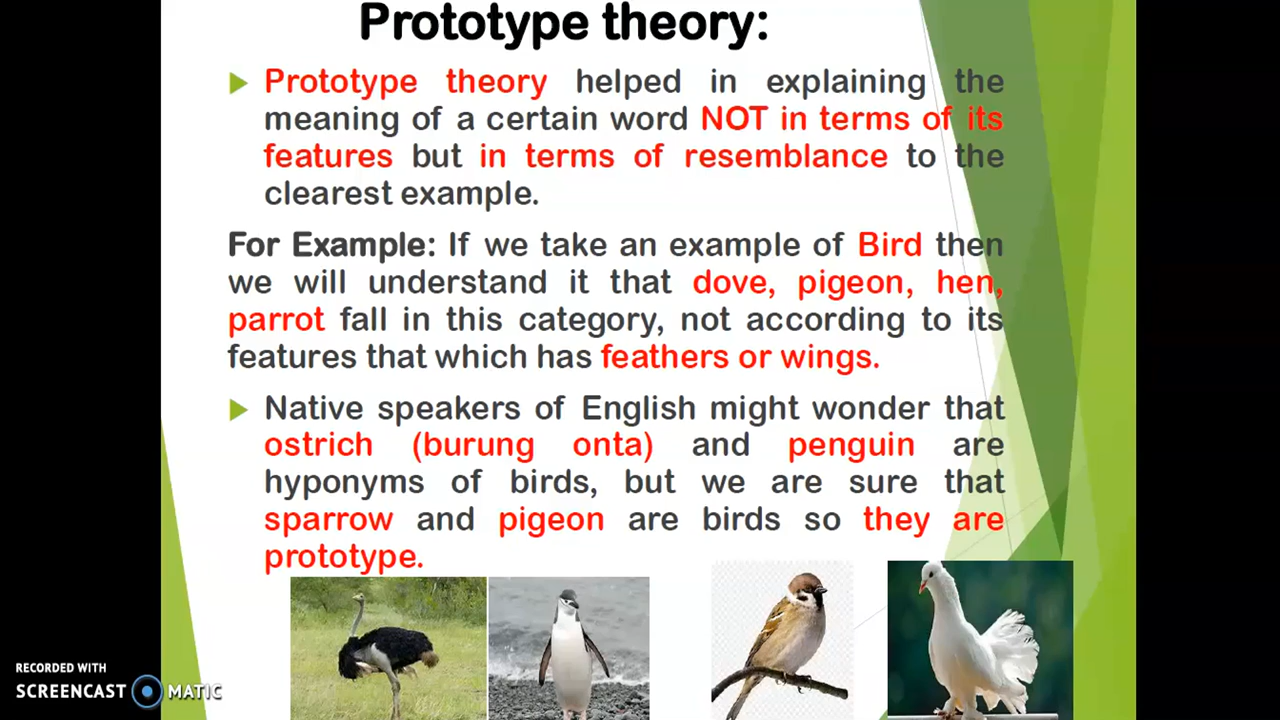 Prototype theory:
Prototype theory helped in explaining the
meaning of a certain word NOT in terms of its
features but in terms of resemblance to the
clearest example.
For Example: If we take an example of Bird then
we will understand it that dove, pigeon, hen,
parrot fall in this category, not according to its
features that which has feathers or wings.
Native speakers of English might wonder that
ostrich (burung onta) and penguin are
hyponyms of birds, but we are sure that
sparrow and pigeon are birds so they are
prototype.
RECORDED WITH
SCREENCAST MATIC